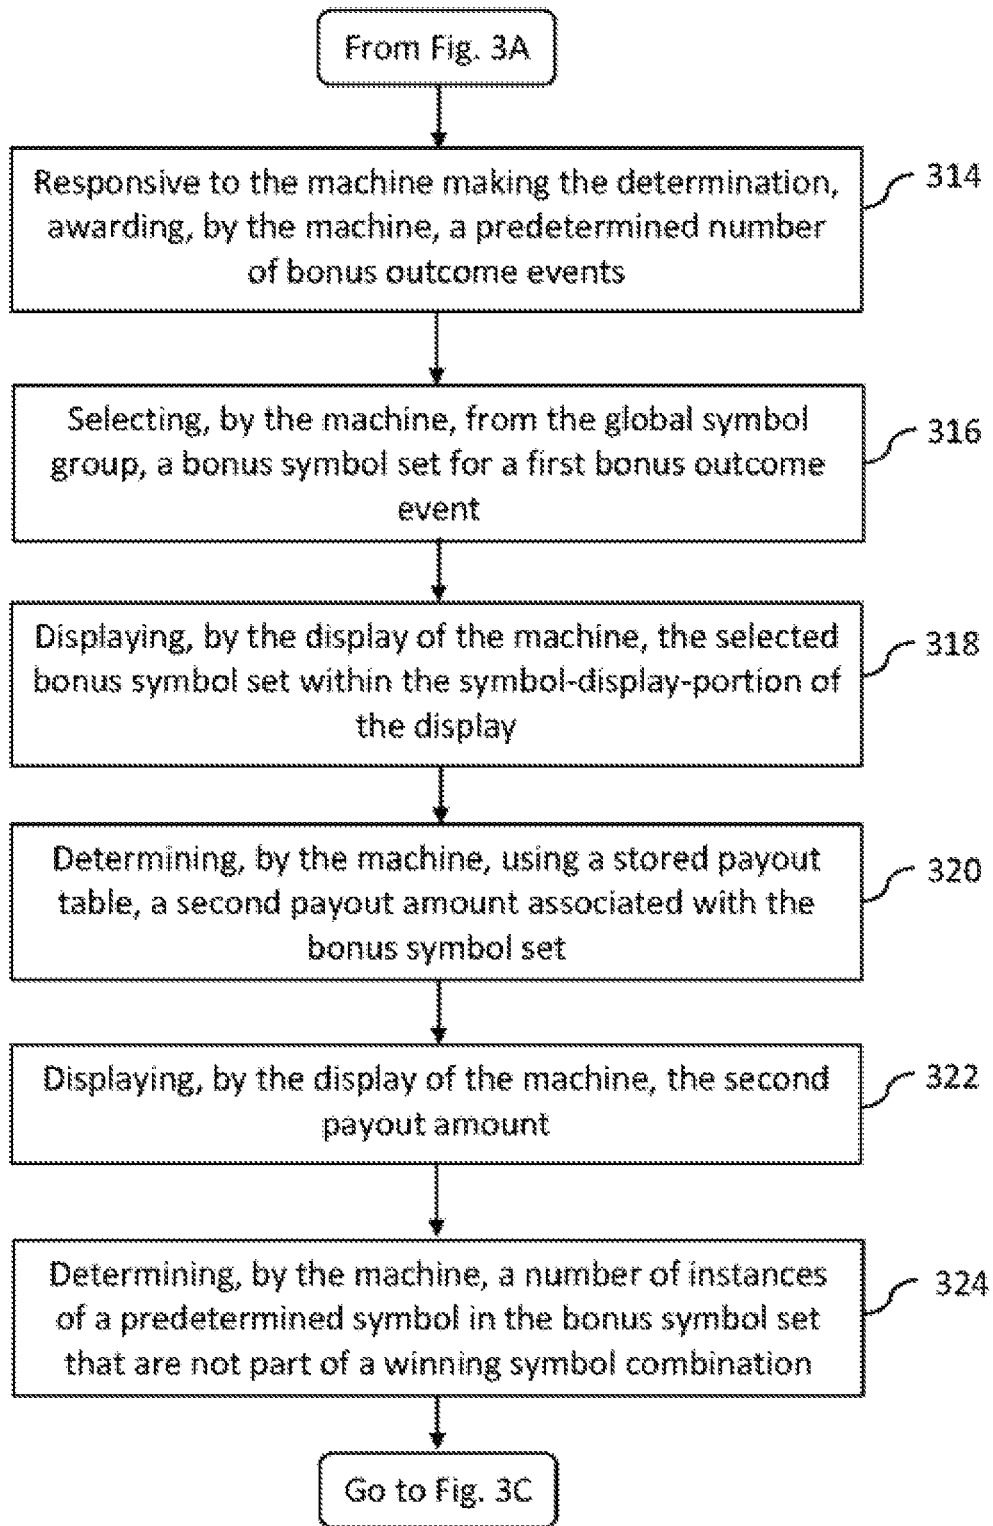 From Fig. 3A
Responsive to the machine making the determination,
awarding, by the machine, a predetermined number
of bonus outcome events
314
Selecting, by the machine, from the global symbol
group, a bonus symbol set for a first bonus outcome
event
316
Displaying, by the display of the machine, the selected
bonus symbol set within the symbol-display-portion of
the display
318
Determining, by the machine, using a stored payout
table, a second payout amount associated with the
bonus symbol set
320
Displaying, by the display of the machine, the second
payout amount
322
Determining, by the machine, a number of instances
of a predetermined symbol in the bonus symbol set
that are not part of a winning symbol combination
324
Go to Fig. 3C